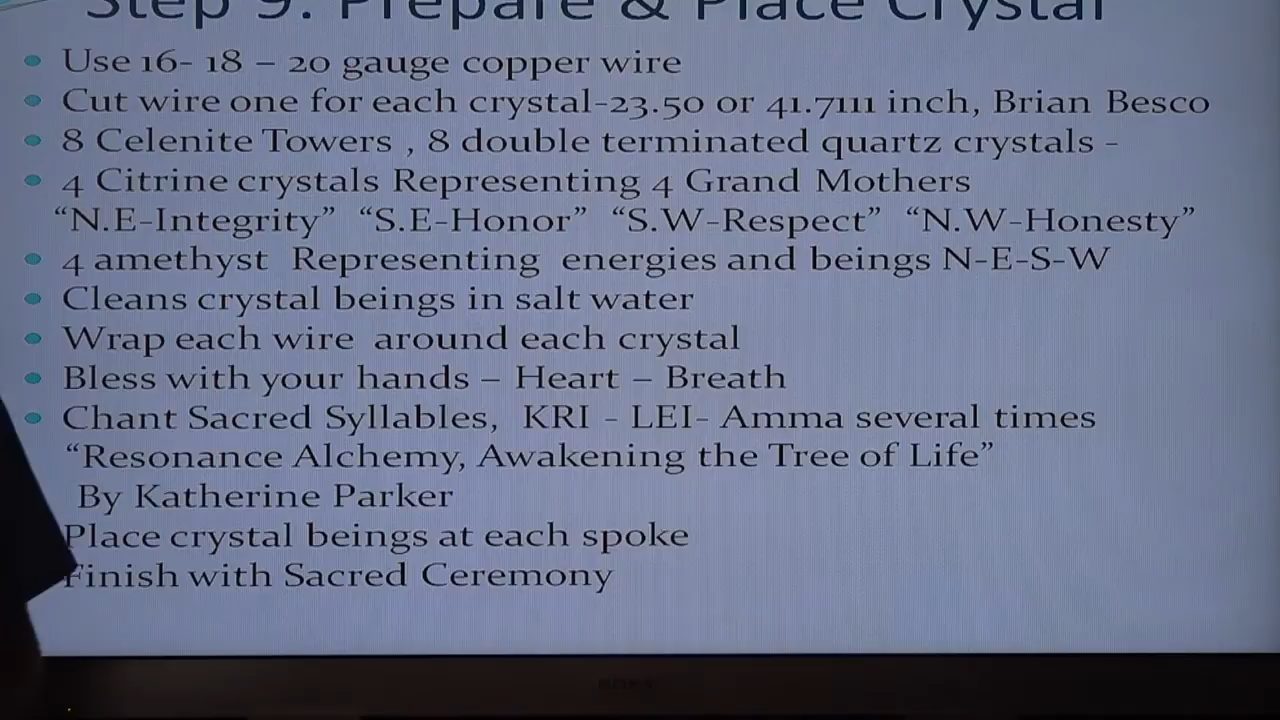 Step 9: Prepare & Place Crystal
Use 16- 18 – 20 gauge copper wire
Cut wire one for each crystal-23.50 or 41.7111 inch, Brian Besco
8 Celenite Towers , 8 double terminated quartz crystals -
4 Citrine crystals Representing 4 Grand Mothers
“N.E-Integrity” “S.E-Honor” “S.W-Respect” “N.W-Honesty”
4 amethyst Representing energies and beings N-E-S-W
Cleans crystal beings in salt water
Wrap each wire around each crystal
Bless with your hands – Heart – Breath
Chant Sacred Syllables, KRI - LEI- Amma several times
“Resonance Alchemy, Awakening the Tree of Life”
By Katherine Parker
Place crystal beings at each spoke
Finish with Sacred Ceremony
SONY